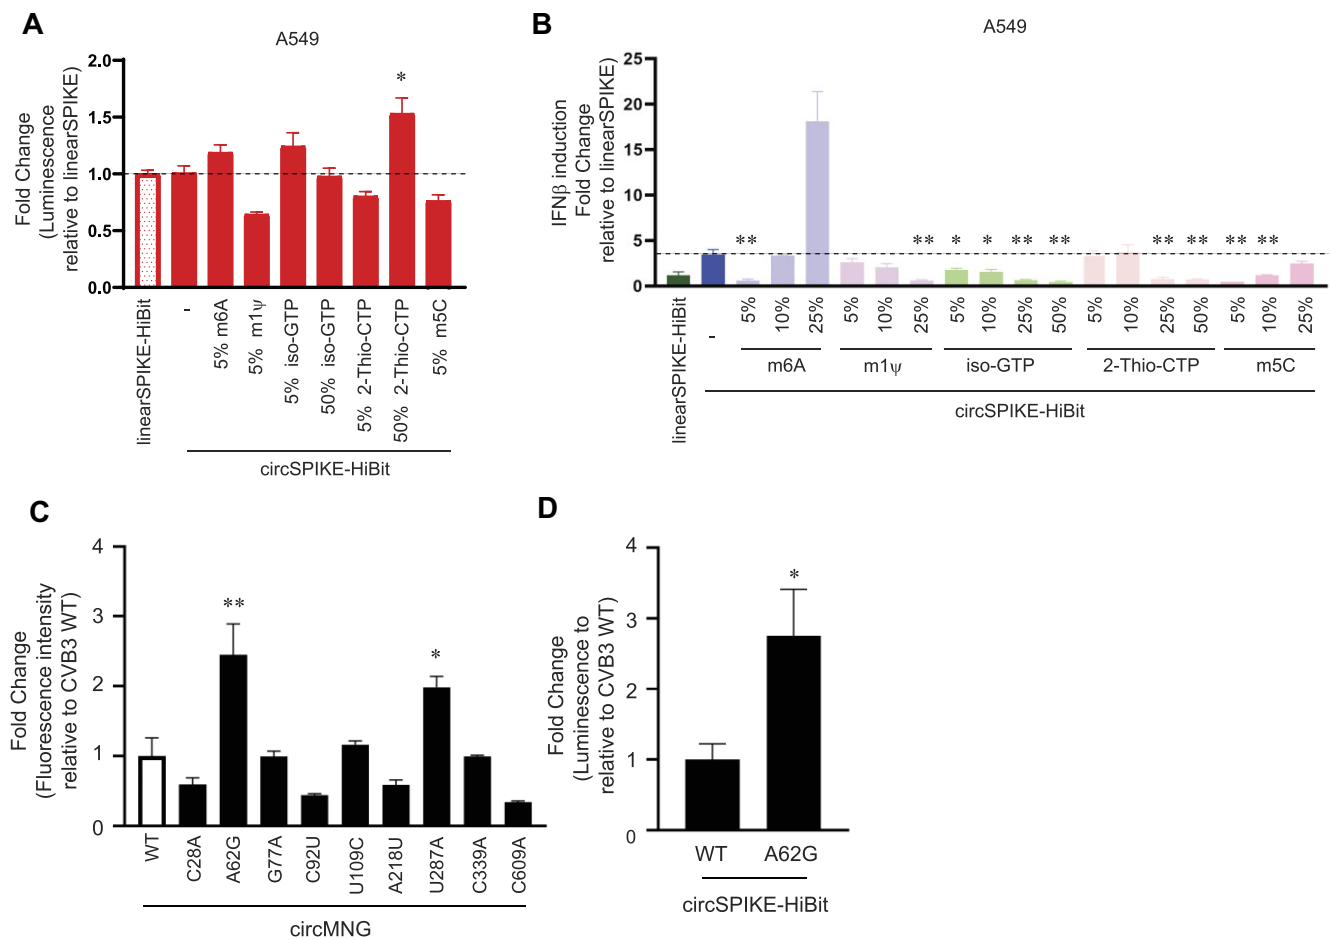 A
A549
Fold Change
(Luminescence
relative to linearSPIKE)
2.0
1.5
1.0
0.5
0.0
*
linearSPIKE-HiBit
-
5% m6A
5% m1ψ
5% iso-GTP
50% iso-GTP
5% 2-Thio-CTP
50% 2-Thio-CTP
5% m5C
circSPIKE-HiBit
B
A549
IFNβ induction
Fold Change
relative to linearSPIKE)
25
20
15
10
5
0
** ** * * ** ** ** ** ** **
linearSPIKE-HiBit
-
5% 10% 25% 5% 10% 25% 5% 10% 25% 50% 5% 10% 25% 50% 5% 10% 25%
m6A m1ψ iso-GTP 2-Thio-CTP m5C
circSPIKE-HiBit
C
Fold Change
(Fluorescence intensity
relative to CVB3 WT)
4
3
2
1
0
** *
WT
C28A
A62G
G77A
C92U
U109C
A218U
U287A
C339A
C609A
circMNG
D
Fold Change
(Luminescence to
relative to CVB3 WT)
4
3
2
1
0
*
WT A62G
circSPIKE-HiBit